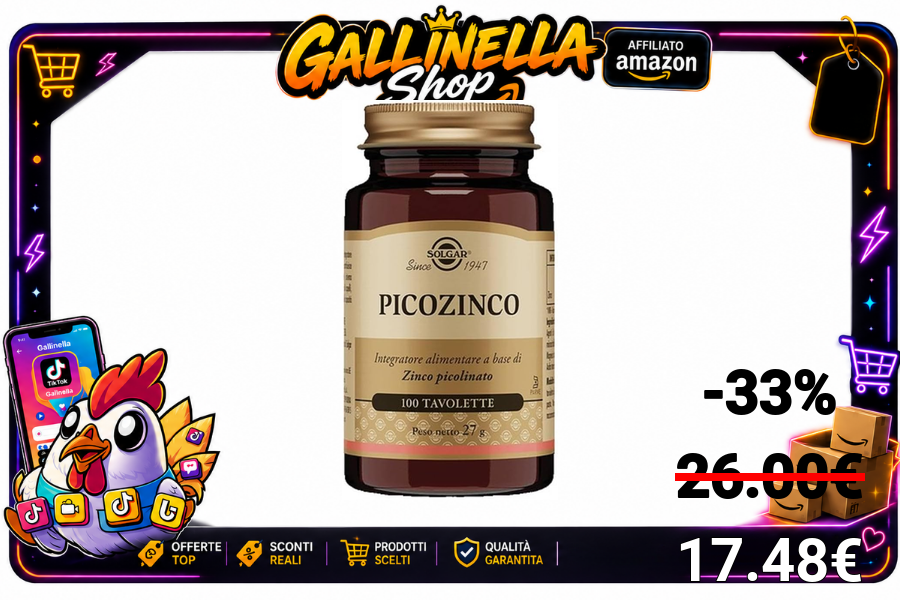 GALLINELLA
Shop
AFFILIATO
amazon
Gallinella
TikTok
Gallinella
SOLGAR®
Since 1947
PICOZINCO
Integratore alimentare a base di
Zinco picolinato
100 TAVOLETTE
Peso netto 27 g
-33%
26.00€
17.48€
OFFERTE
TOP
SCONTI
REALI
PRODOTTI
SCELTI
QUALITÀ
GARANTITA